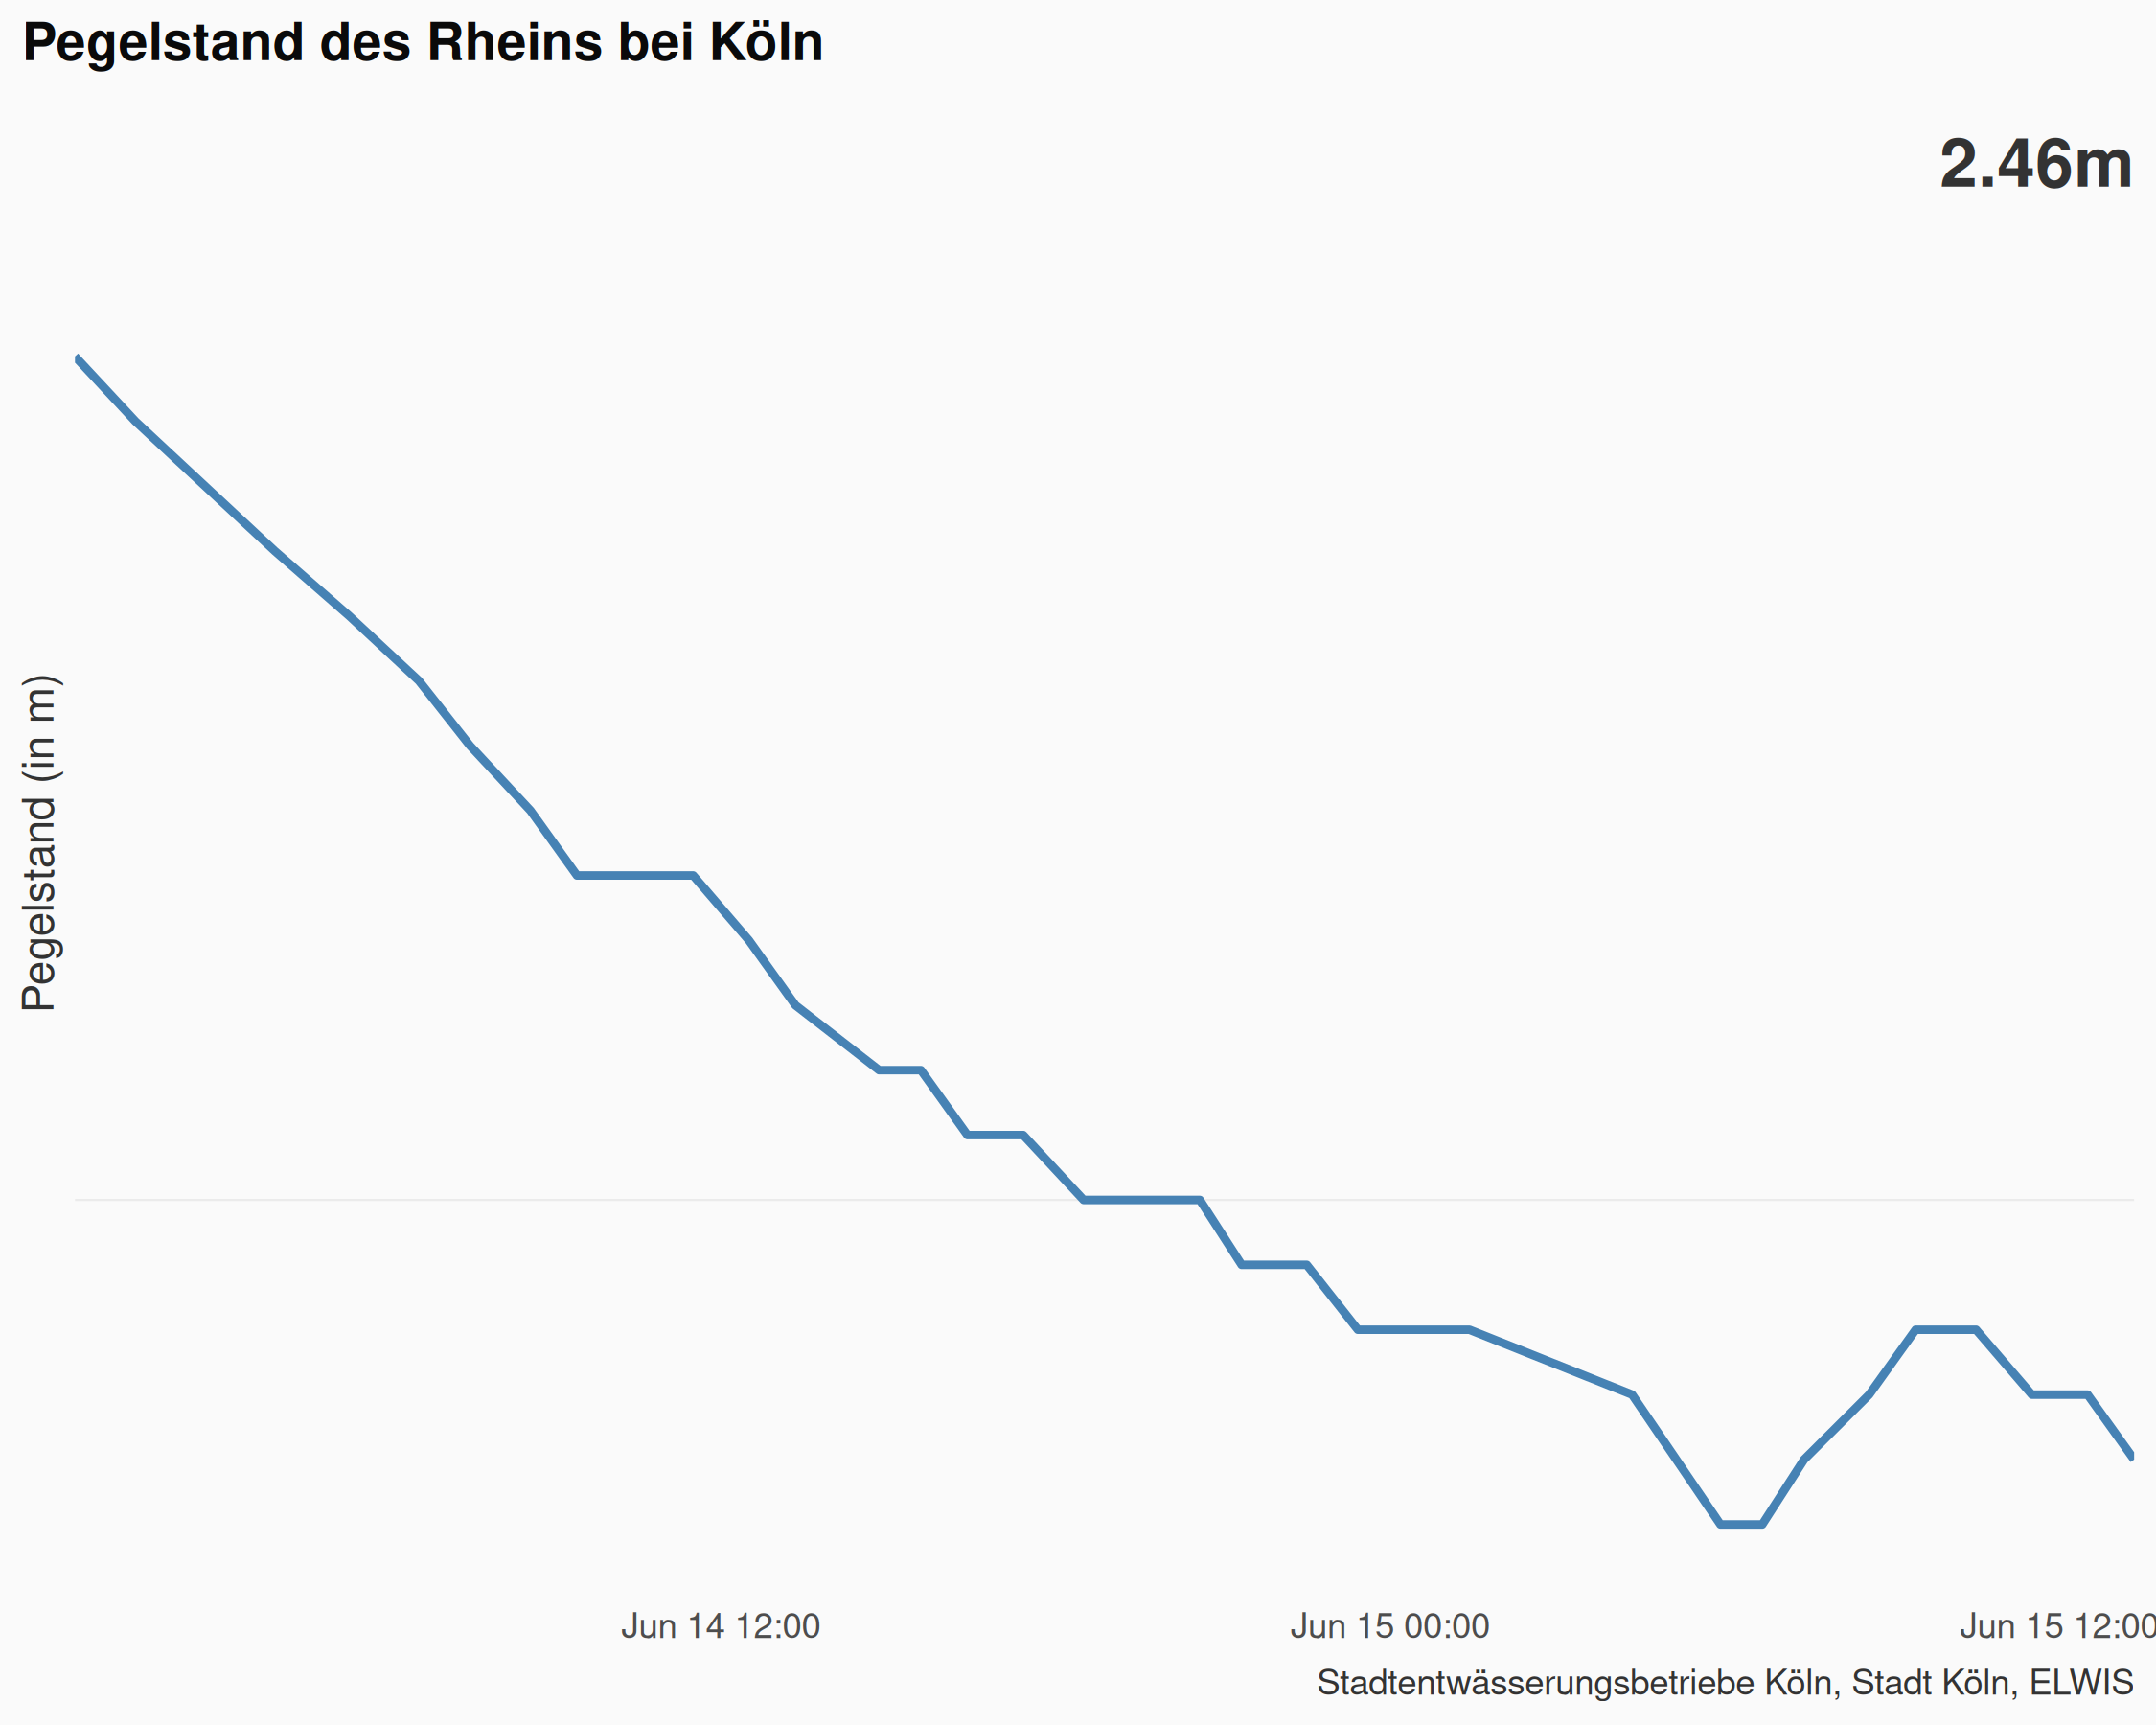 Pegelstand des Rheins bei Köln
2.46m
Pegelstand (in m)
Jun 14 12:00
Jun 15 00:00
Jun 15 12:00
Stadtentwässerungsbetriebe Köln, Stadt Köln, ELWIS